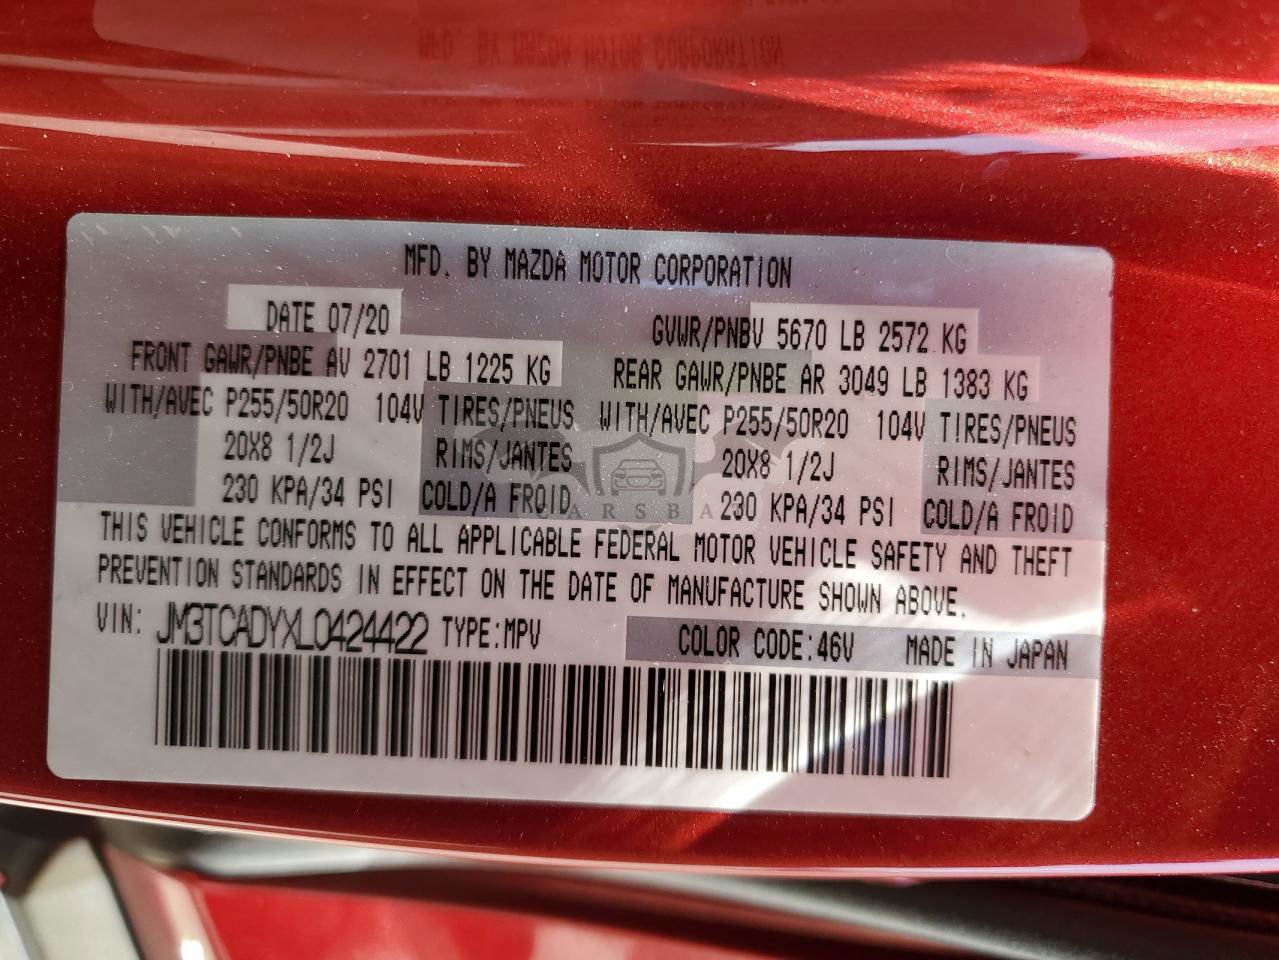 MFD. BY MAZDA MOTOR CORPORATION
DATE 07/20 GVWR/PNBV 5670 LB 2572 KG
FRONT GAWR/PNBE AV 2701 LB 1225 KG REAR GAWR/PNBE AR 3049 LB 1383 KG
WITH/AVEC P255/50R20 104V TIRES/PNEUS WITH/AVEC P255/50R20 104V TIRES/PNEUS
20X8 1/2J RIMS/JANTES 20X8 1/2J RIMS/JANTES
230 KPA/34 PSI COLD/A FROID 230 KPA/34 PSI COLD/A FROID
THIS VEHICLE CONFORMS TO ALL APPLICABLE FEDERAL MOTOR VEHICLE SAFETY AND THEFT
PREVENTION STANDARDS IN EFFECT ON THE DATE OF MANUFACTURE SHOWN ABOVE.
VIN: JM3TCADYXL0424422 TYPE:MPV COLOR CODE:46V MADE IN JAPAN